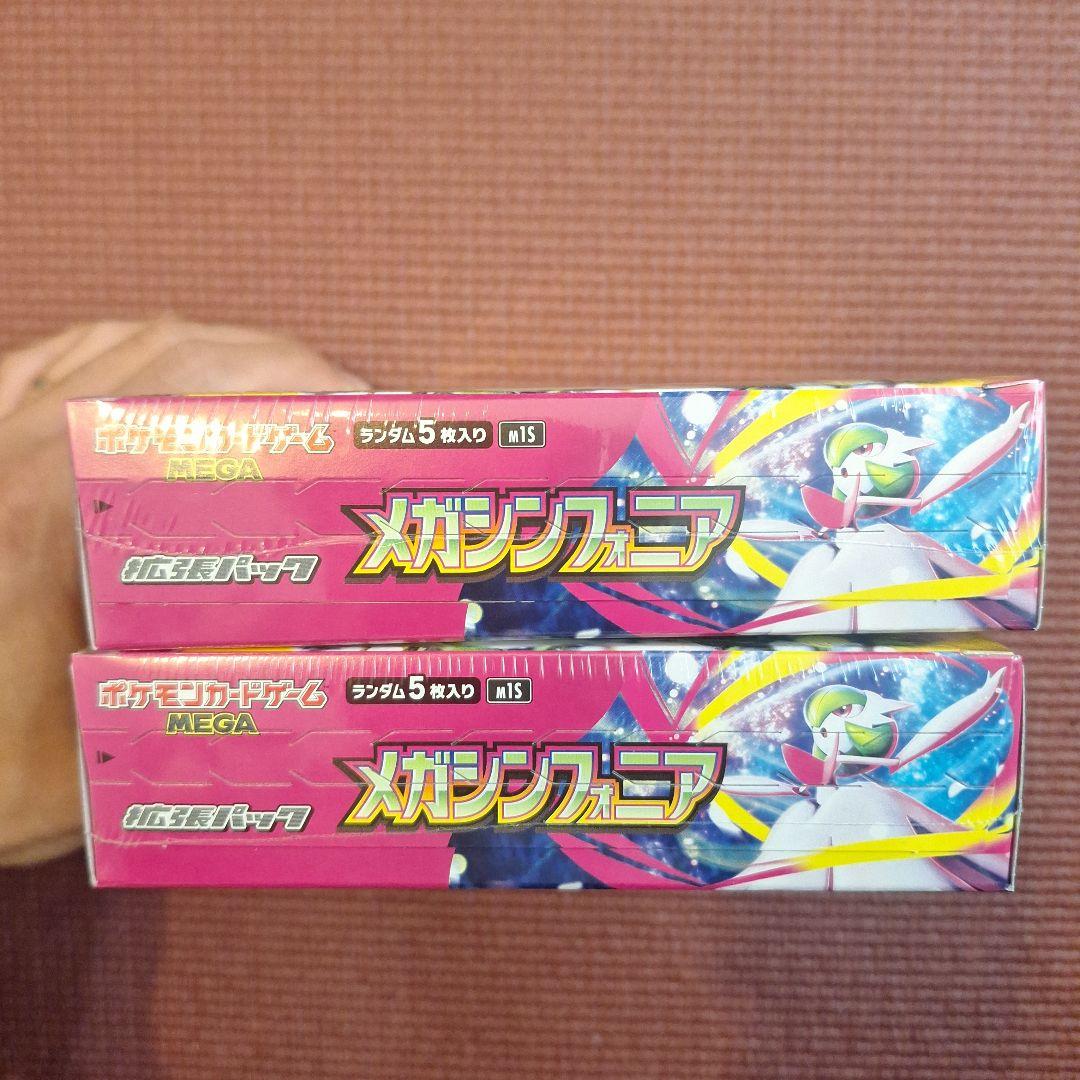 ポケモンカードゲーム
MEGA
ランダム5枚入り
m1S
メガシンフォニア
拡張パック
ポケモンカードゲーム
MEGA
ランダム5枚入り
m1S
メガシンフォニア
拡張パック